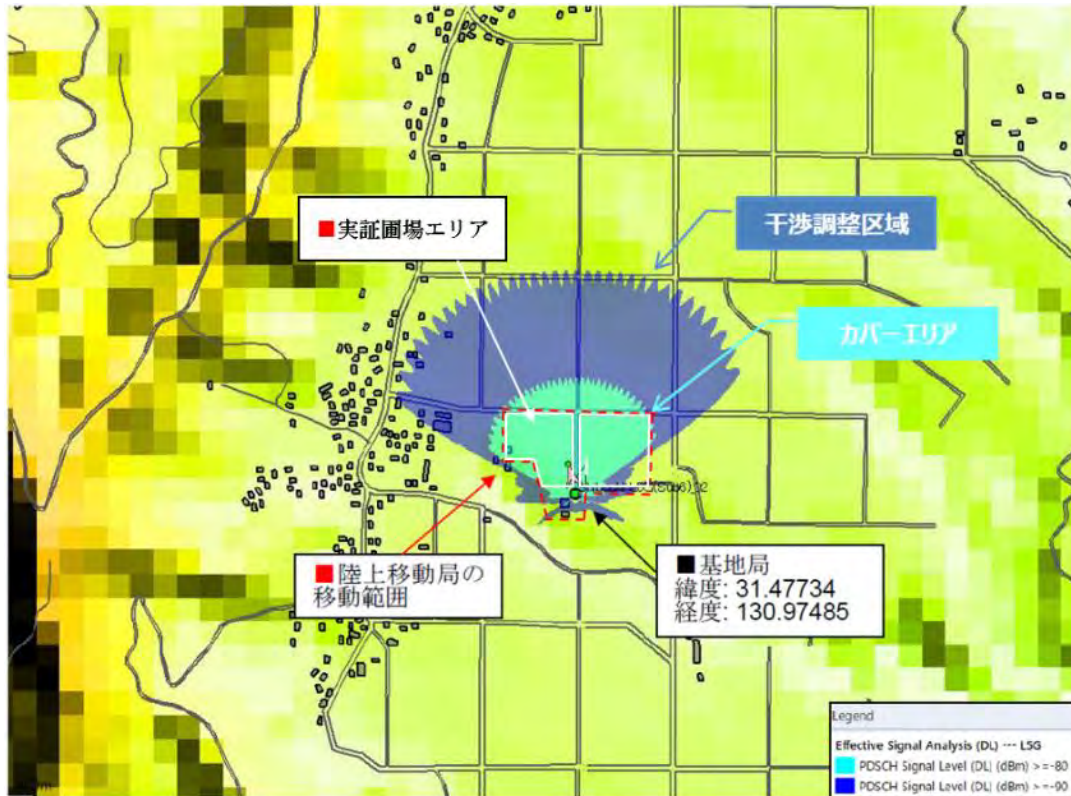 ■実証圃場エリア
干渉調整区域
カバーエリア
■陸上移動局の
移動範囲
■基地局
緯度: 31.47734
経度: 130.97485
Legend
Effective Signal Analysis (DL) --- L5G
PDSCH Signal Level (DL) (dBm) >=-80
PDSCH Signal Level (DL) (dBm) >=-90